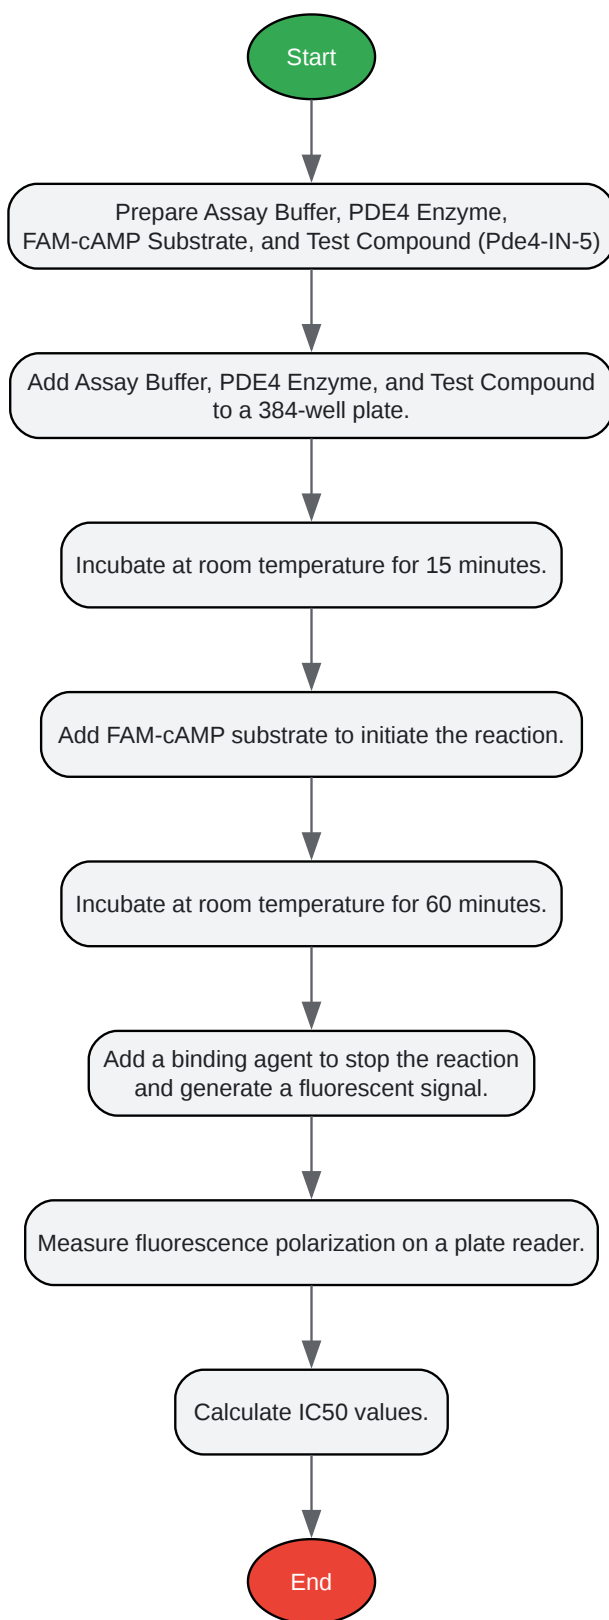 Start
Prepare Assay Buffer, PDE4 Enzyme,
FAM-cAMP Substrate, and Test Compound (Pde4-IN-5)
Add Assay Buffer, PDE4 Enzyme, and Test Compound
to a 384-well plate.
Incubate at room temperature for 15 minutes.
Add FAM-cAMP substrate to initiate the reaction.
Incubate at room temperature for 60 minutes.
Add a binding agent to stop the reaction
and generate a fluorescent signal.
Measure fluorescence polarization on a plate reader.
Calculate IC50 values.
End